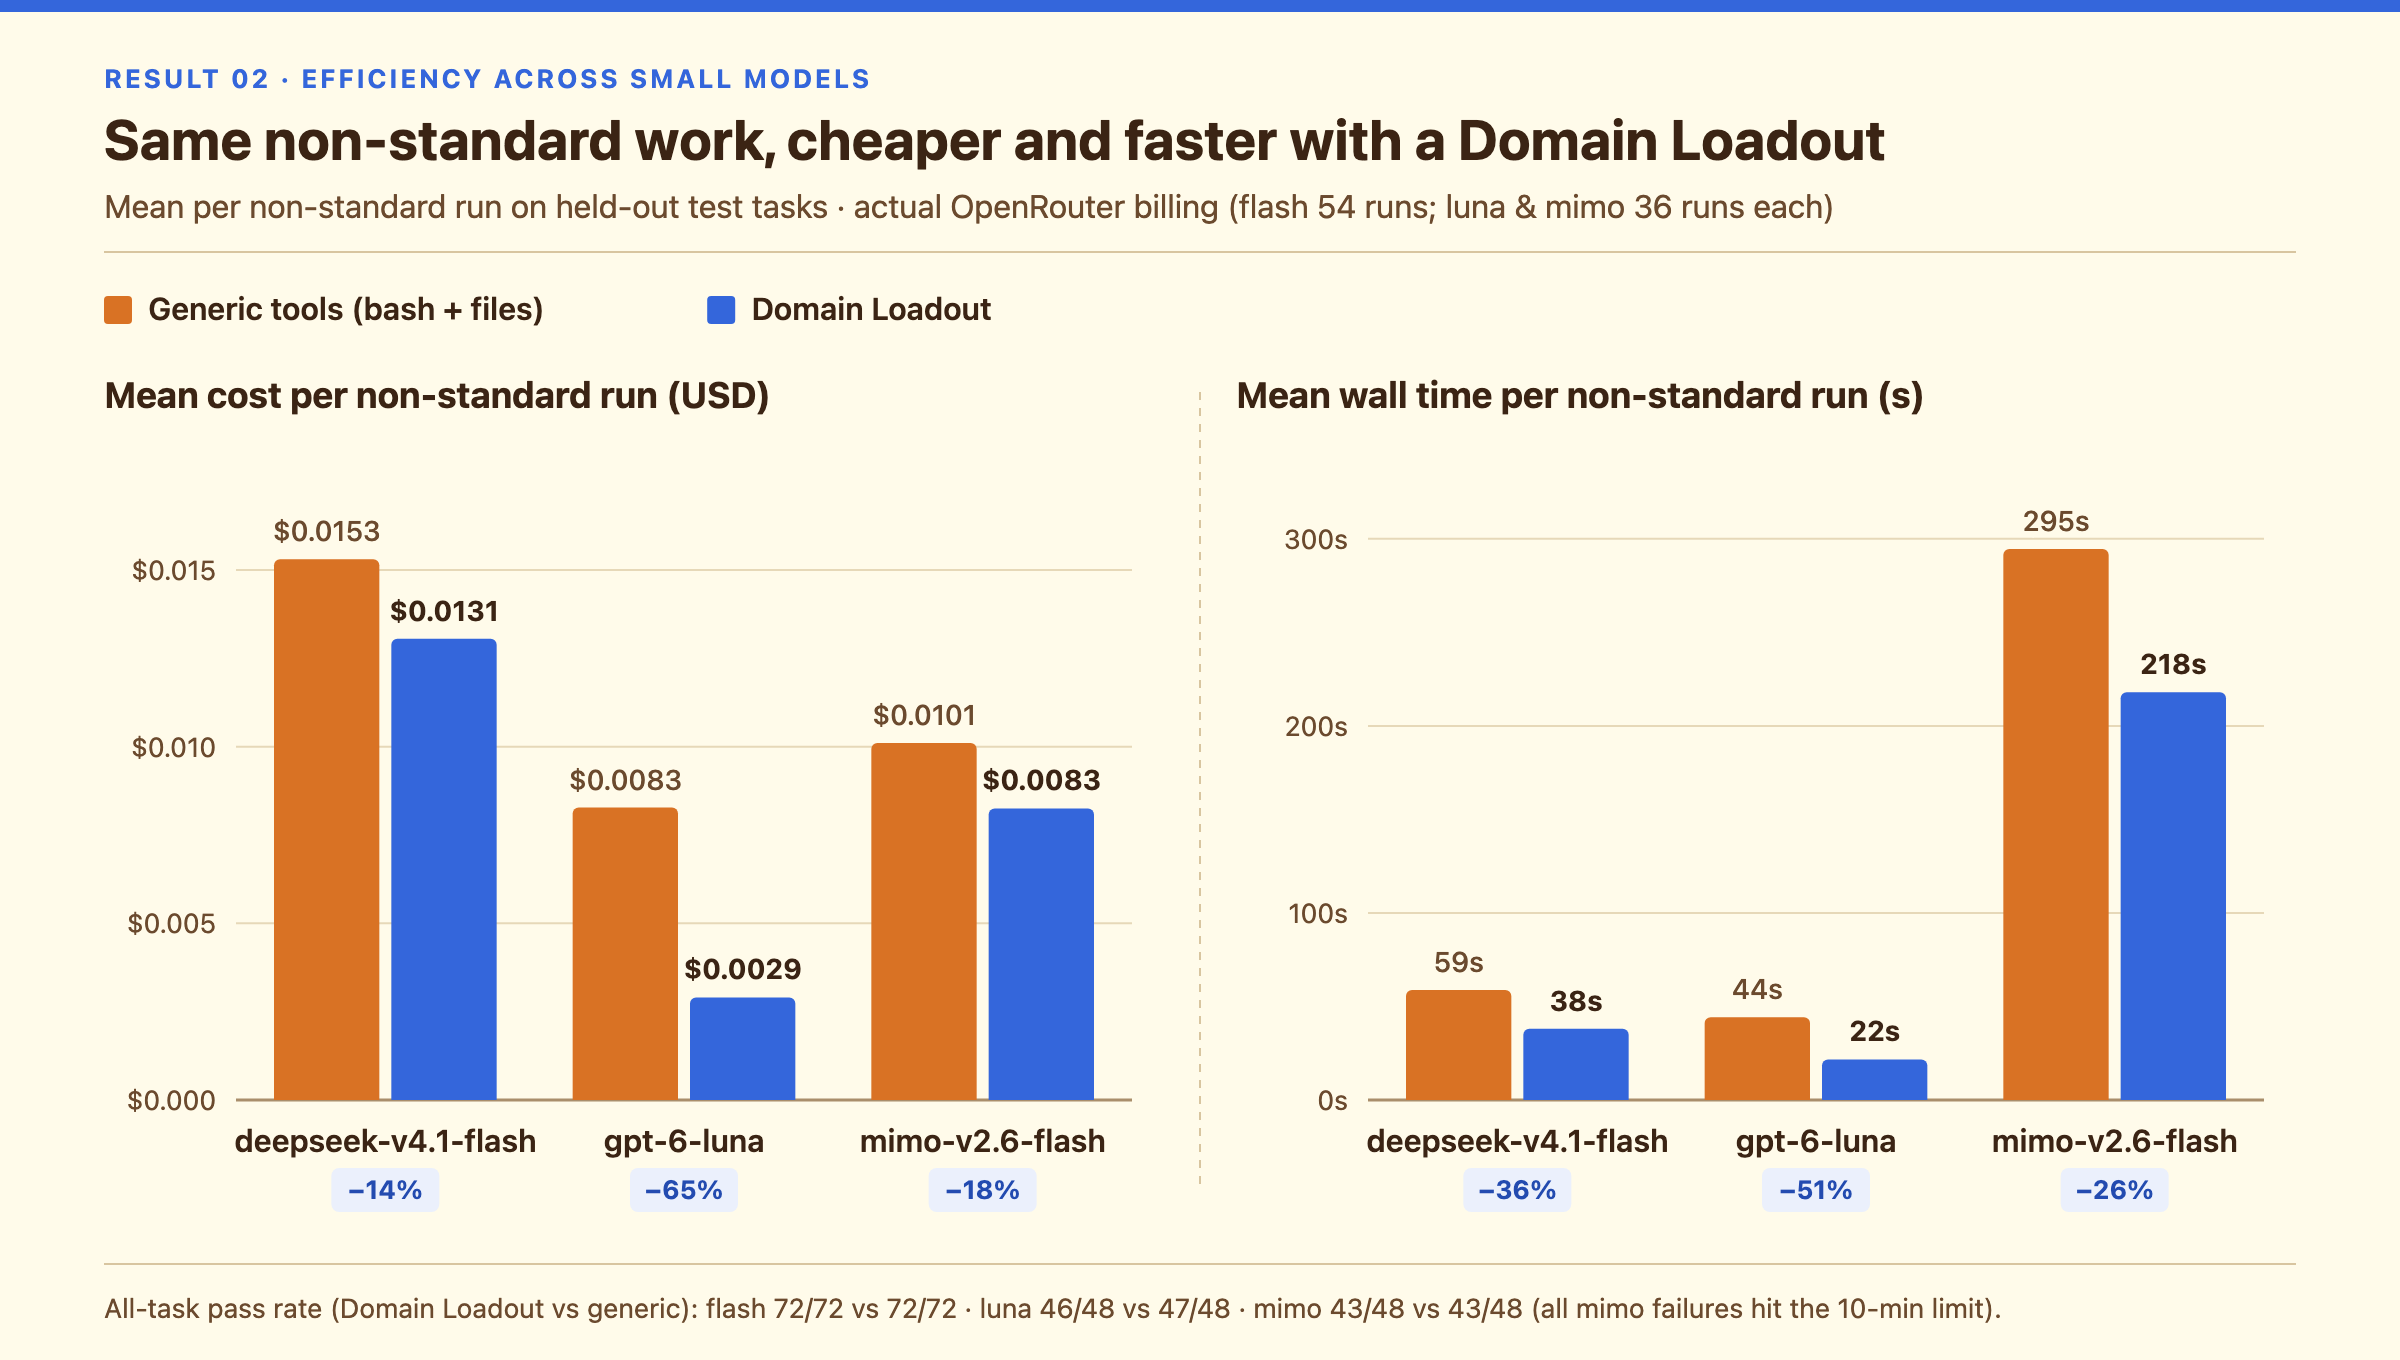 RESULT 02 · EFFICIENCY ACROSS SMALL MODELS
Same non-standard work, cheaper and faster with a Domain Loadout
Mean per non-standard run on held-out test tasks · actual OpenRouter billing (flash 54 runs; luna & mimo 36 runs each)
Generic tools (bash + files)
Domain Loadout
Mean cost per non-standard run (USD)
$0.015
$0.010
$0.005
$0.000
$0.0153
$0.0131
$0.0083
$0.0029
$0.0101
$0.0083
deepseek-v4.1-flash
gpt-6-luna
mimo-v2.6-flash
−14%
−65%
−18%
Mean wall time per non-standard run (s)
300s
200s
100s
0s
59s
38s
44s
22s
295s
218s
deepseek-v4.1-flash
gpt-6-luna
mimo-v2.6-flash
−36%
−51%
−26%
All-task pass rate (Domain Loadout vs generic): flash 72/72 vs 72/72 · luna 46/48 vs 47/48 · mimo 43/48 vs 43/48 (all mimo failures hit the 10-min limit).